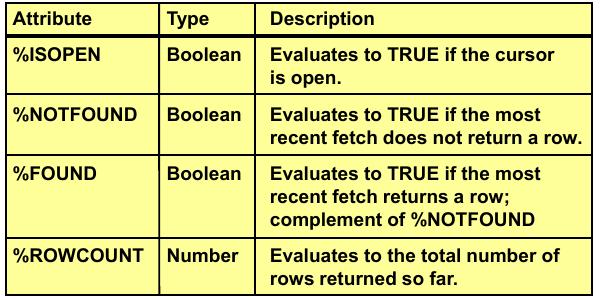 Attribute Type Description
%ISOPEN Boolean Evaluates to TRUE if the cursor
is open.
%NOTFOUND Boolean Evaluates to TRUE if the most
recent fetch does not return a row.
%FOUND Boolean Evaluates to TRUE if the most
recent fetch returns a row;
complement of %NOTFOUND
%ROWCOUNT Number Evaluates to the total number of
rows returned so far.